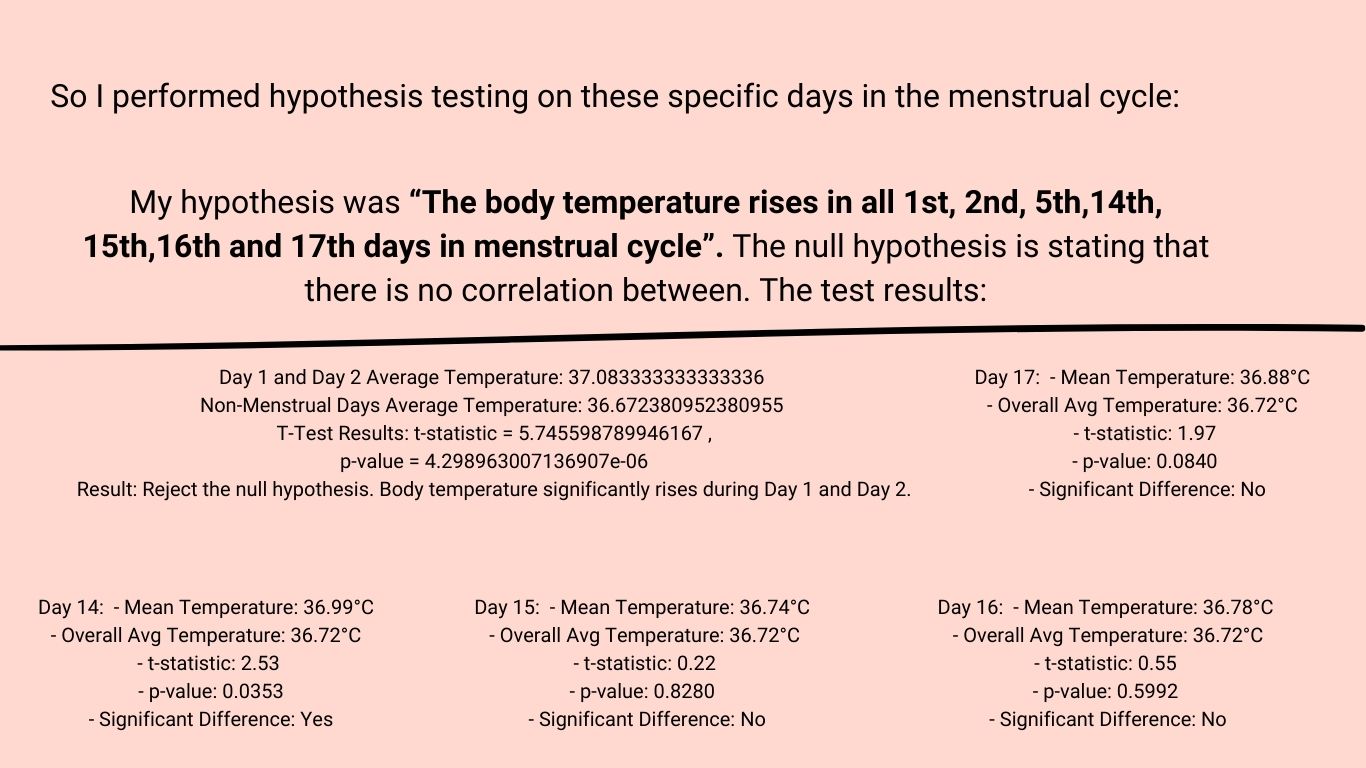 So I performed hypothesis testing on these specific days in the menstrual cycle:
My hypothesis was “The body temperature rises in all 1st, 2nd, 5th,14th,
15th,16th and 17th days in menstrual cycle”. The null hypothesis is stating that
there is no correlation between. The test results:
Day 1 and Day 2 Average Temperature: 37.083333333333336
Non-Menstrual Days Average Temperature: 36.672380952380955
T-Test Results: t-statistic = 5.745598789946167 ,
p-value = 4.298963007136907e-06
Result: Reject the null hypothesis. Body temperature significantly rises during Day 1 and Day 2.
Day 17:  - Mean Temperature: 36.88°C
- Overall Avg Temperature: 36.72°C
- t-statistic: 1.97
- p-value: 0.0840
- Significant Difference: No
Day 14:  - Mean Temperature: 36.99°C
- Overall Avg Temperature: 36.72°C
- t-statistic: 2.53
- p-value: 0.0353
- Significant Difference: Yes
Day 15:  - Mean Temperature: 36.74°C
- Overall Avg Temperature: 36.72°C
- t-statistic: 0.22
- p-value: 0.8280
- Significant Difference: No
Day 16:  - Mean Temperature: 36.78°C
- Overall Avg Temperature: 36.72°C
- t-statistic: 0.55
- p-value: 0.5992
- Significant Difference: No